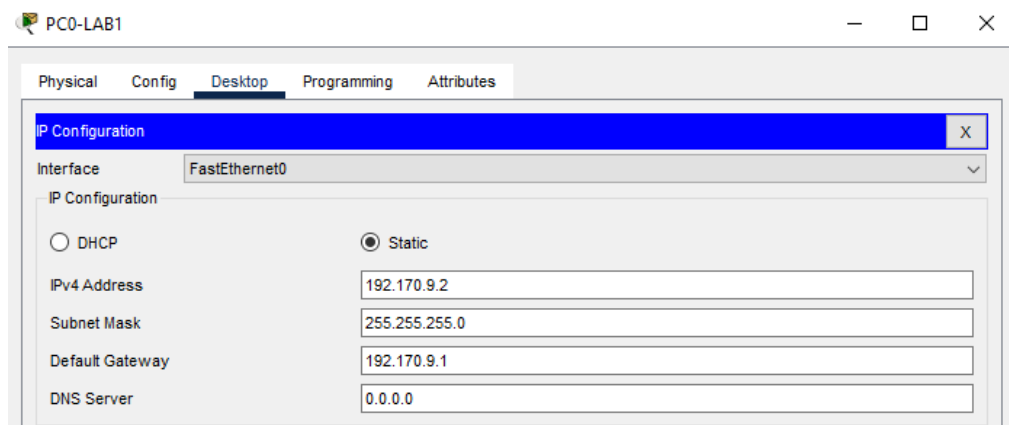 PC0-LAB1
Physical Config Desktop Programming Attributes
IP Configuration X
Interface FastEthernet0
IP Configuration
DHCP Static
IPv4 Address 192.170.9.2
Subnet Mask 255.255.255.0
Default Gateway 192.170.9.1
DNS Server 0.0.0.0